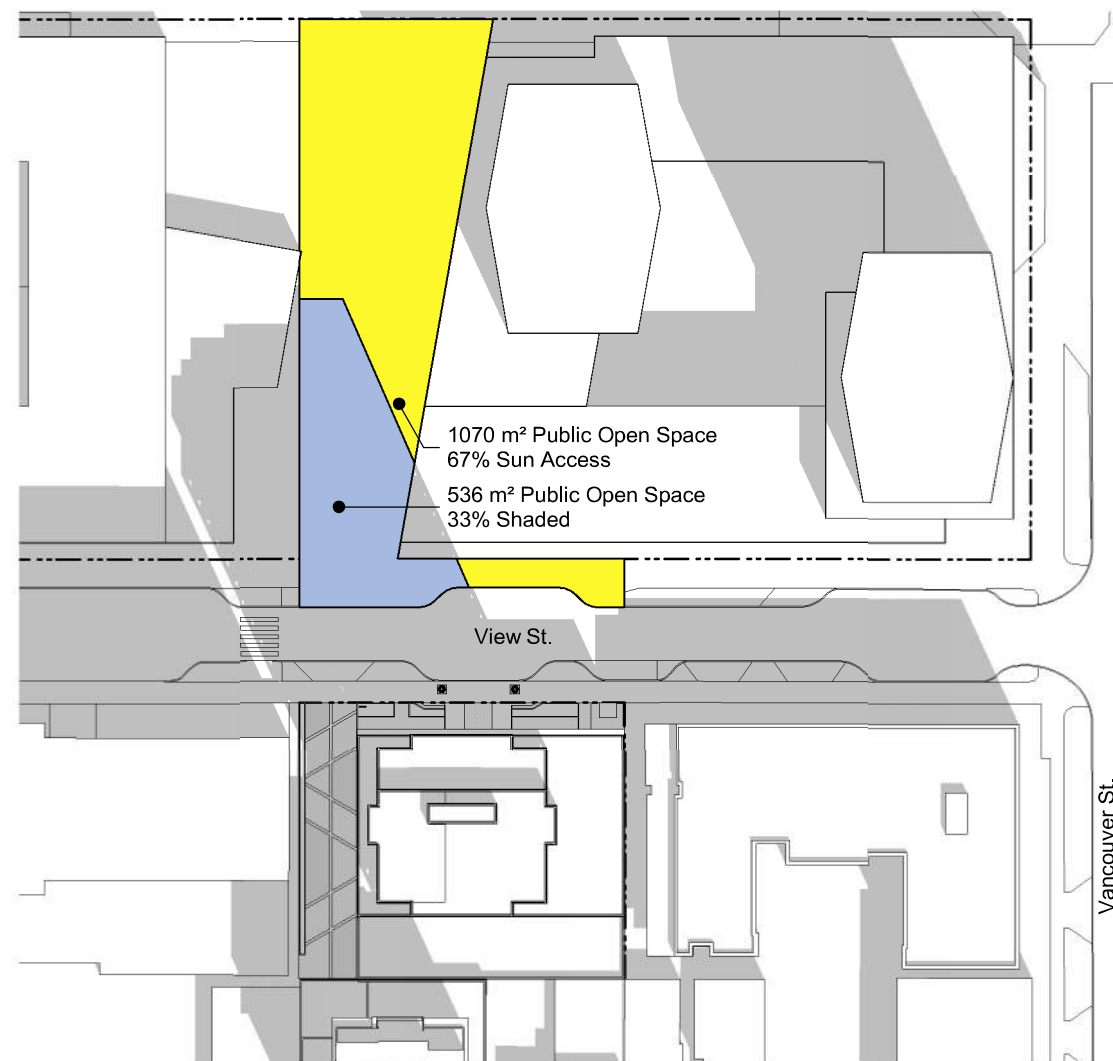 1070 m² Public Open Space
67% Sun Access
536 m² Public Open Space
33% Shaded
View St.
Vancouver St.